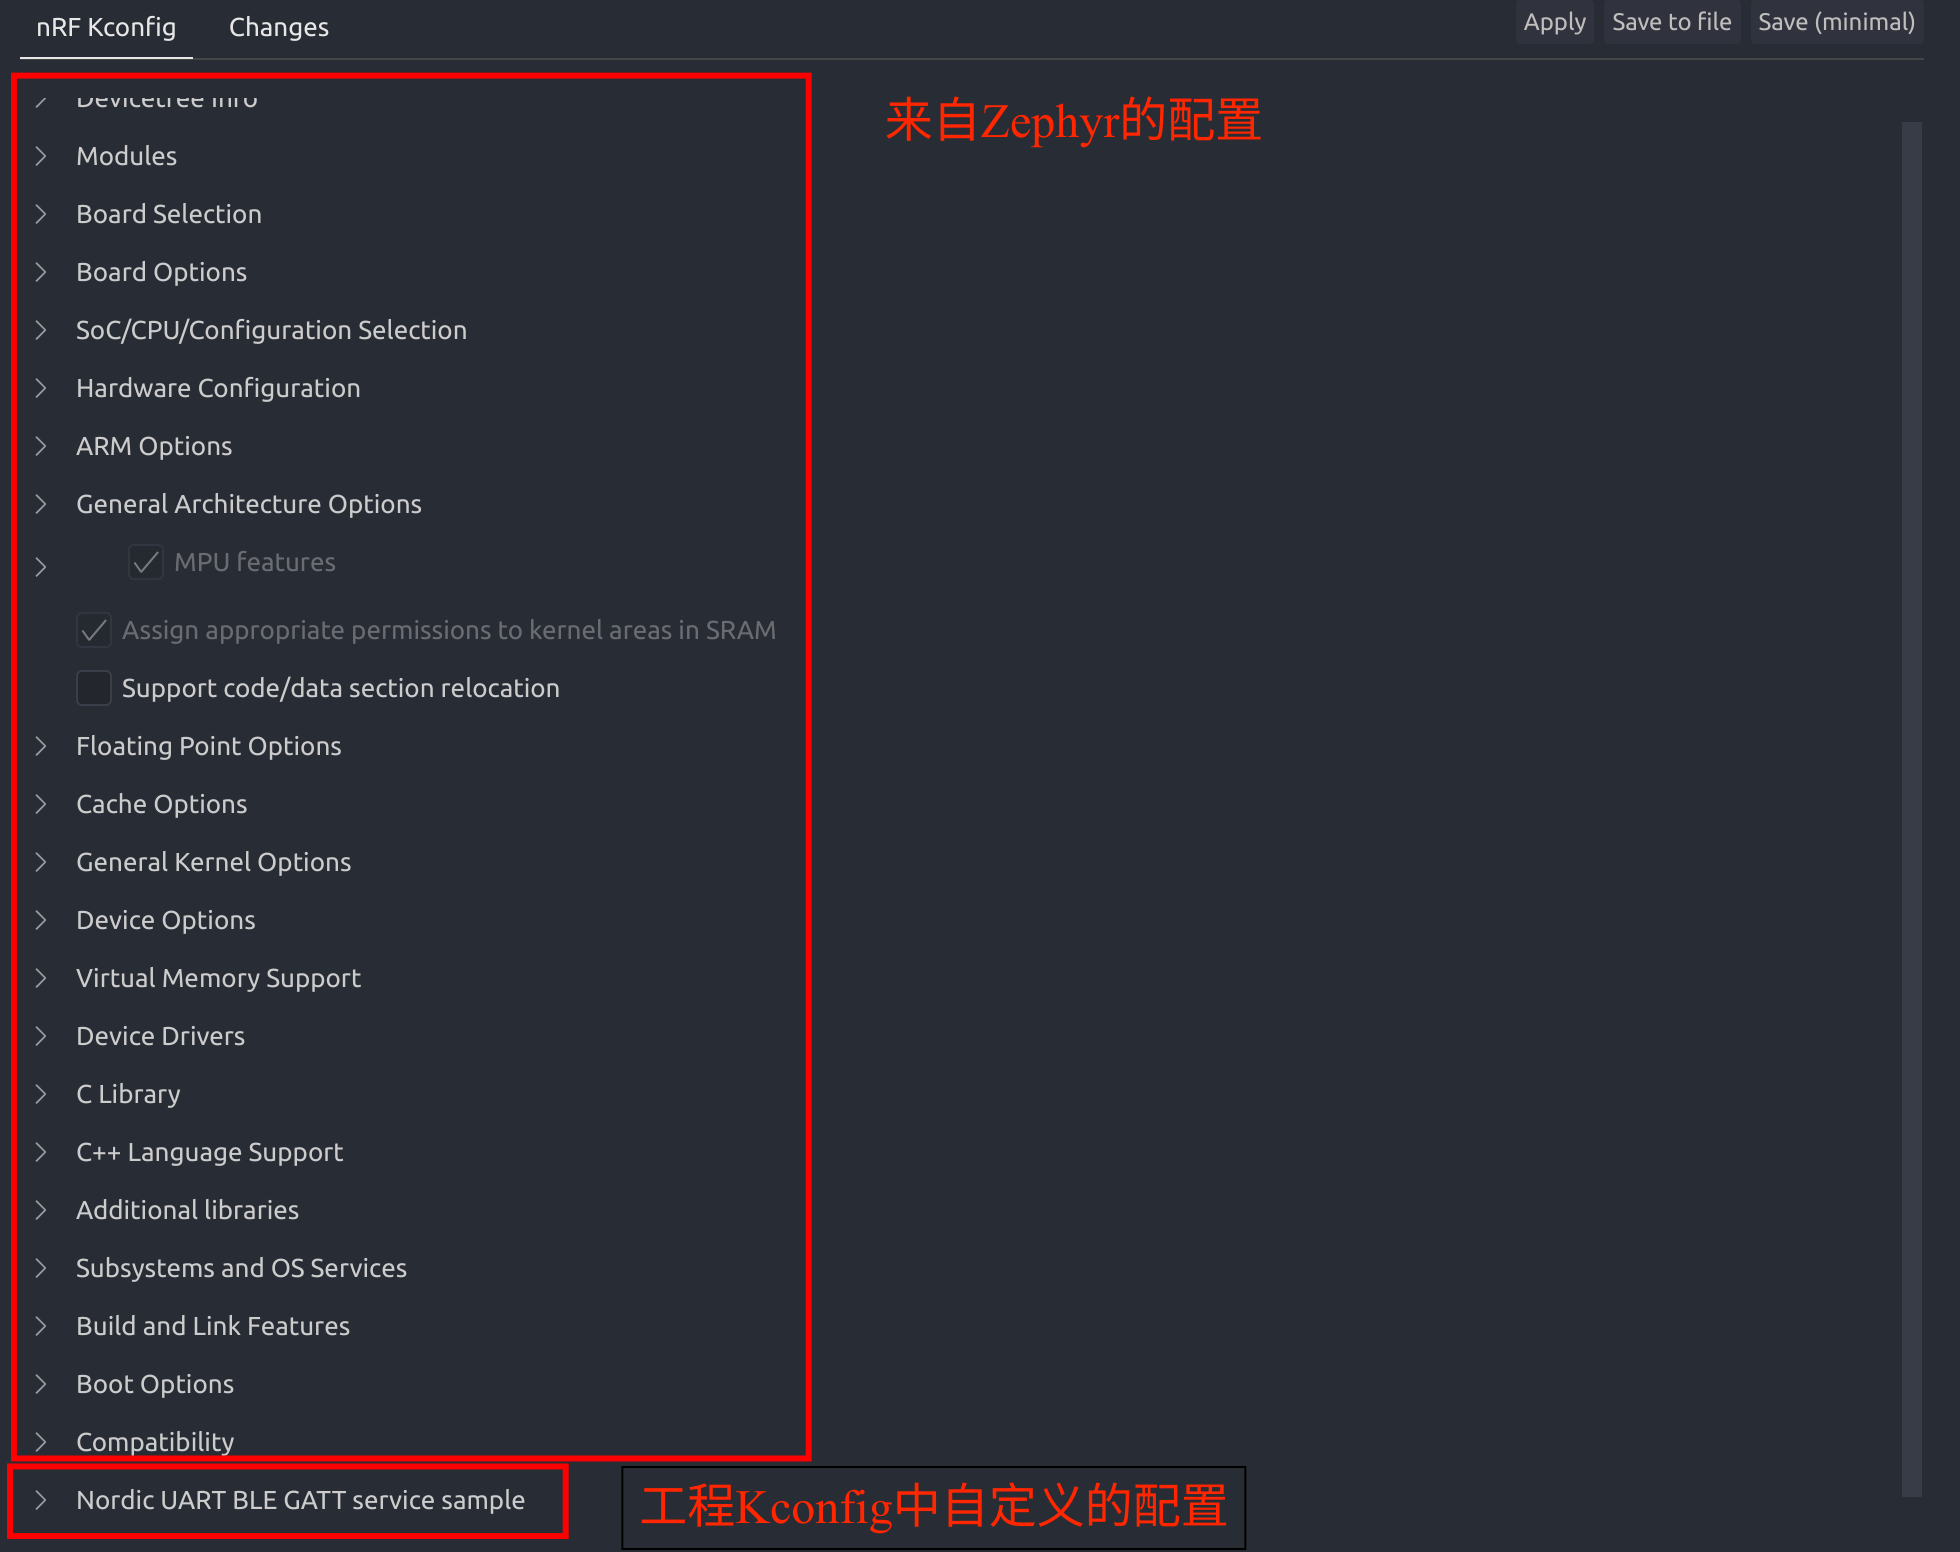 nRF Kconfig Changes Apply Save to file Save (minimal)
Devicetree Info
来自Zephyr的配置
Modules
Board Selection
Board Options
SoC/CPU/Configuration Selection
Hardware Configuration
ARM Options
General Architecture Options
MPU features
Assign appropriate permissions to kernel areas in SRAM
Support code/data section relocation
Floating Point Options
Cache Options
General Kernel Options
Device Options
Virtual Memory Support
Device Drivers
C Library
C++ Language Support
Additional libraries
Subsystems and OS Services
Build and Link Features
Boot Options
Compatibility
Nordic UART BLE GATT service sample
工程Kconfig中自定义的配置